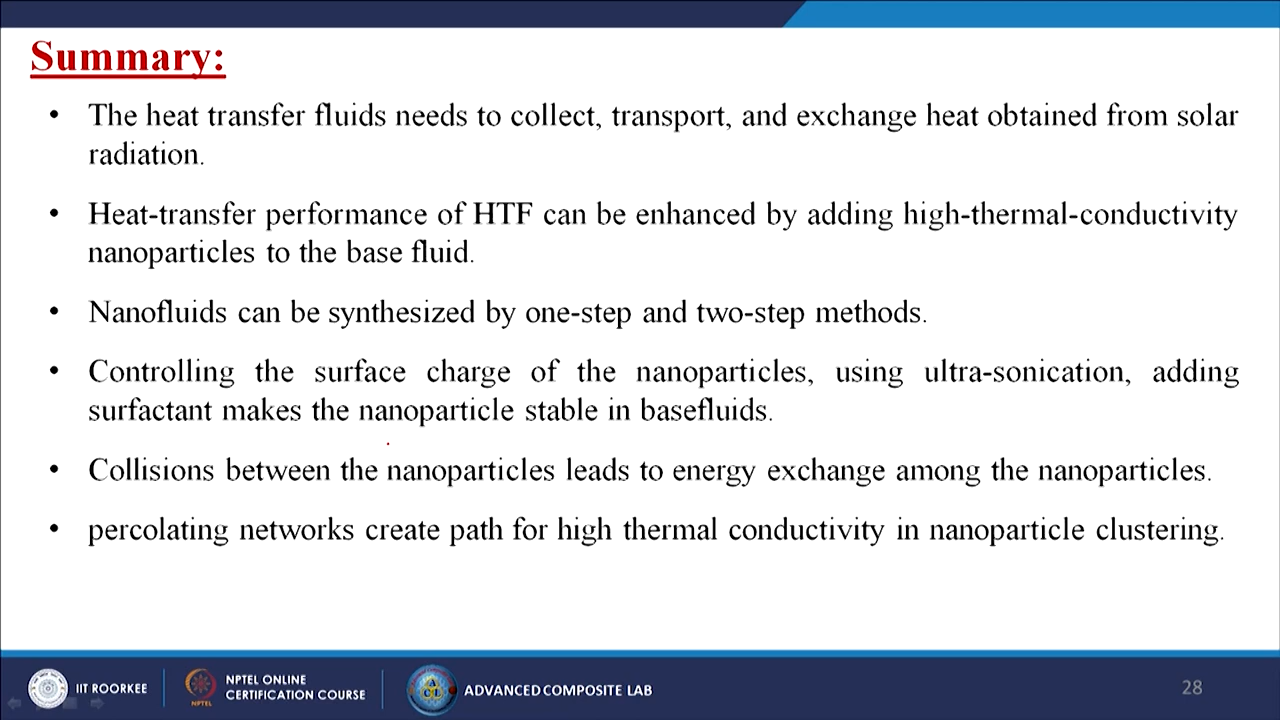 Summary:
• The heat transfer fluids needs to collect, transport, and exchange heat obtained from solar
radiation.
• Heat-transfer performance of HTF can be enhanced by adding high-thermal-conductivity
nanoparticles to the base fluid.
• Nanofluids can be synthesized by one-step and two-step methods.
• Controlling the surface charge of the nanoparticles, using ultra-sonication, adding
surfactant makes the nanoparticle stable in basefluids.
• Collisions between the nanoparticles leads to energy exchange among the nanoparticles.
• percolating networks create path for high thermal conductivity in nanoparticle clustering.
IIT ROORKEE
NPTEL
NPTEL ONLINE
CERTIFICATION COURSE
ACL
ADVANCED COMPOSITE LAB
28